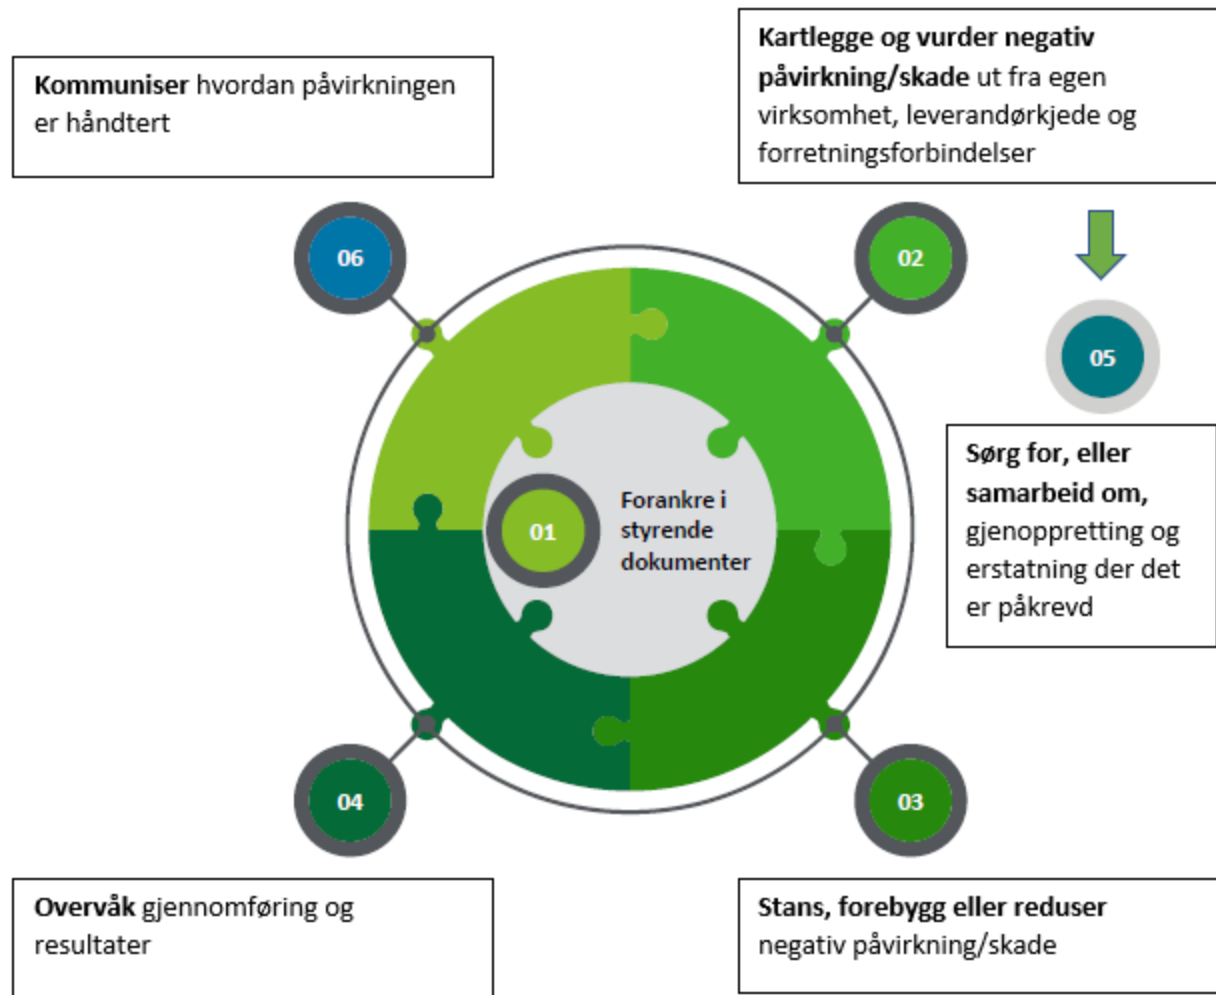 Kommuniser hvordan påvirkningen
er håndtert
Kartlegge og vurder negativ
påvirkning/skade ut fra egen
virksomhet, leverandørkjede og
forretningsforbindelser
06
02
05
Sørg for, eller
samarbeid om,
gjenoppretting og
erstatning der det
er påkrevd
01
Forankre i
styrende
dokumenter
04
03
Overvåk gjennomføring og
resultater
Stans, forebygg eller reduser
negativ påvirkning/skade